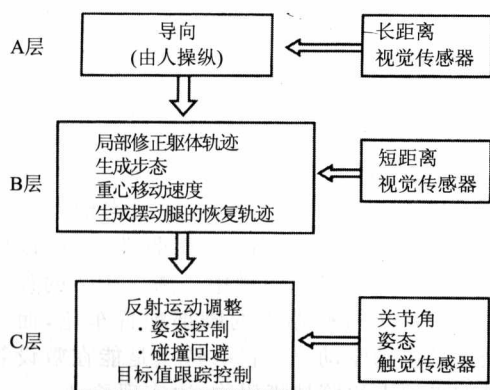 A层
导向
(由人操纵)
长距离
视觉传感器
B层
局部修正躯体轨迹
生成步态
重心移动速度
生成摆动腿的恢复轨迹
短距离
视觉传感器
C层
反射运动调整
·姿态控制
·碰撞回避
目标值跟踪控制
关节角
姿态
触觉传感器